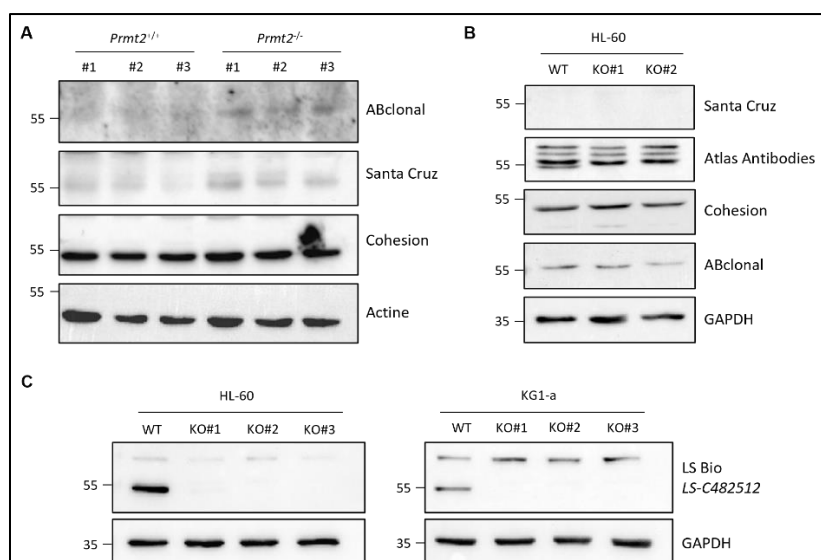 A
Prmt2+/+ Prmt2-/-
#1 #2 #3 #1 #2 #3
55 ABclonal
55 Santa Cruz
55 Cohesion
55 Actine
B
HL-60
WT KO#1 KO#2
55 Santa Cruz
55 Atlas Antibodies
55 Cohesion
55 ABclonal
35 GAPDH
C
HL-60
WT KO#1 KO#2 KO#3
55
35
KG1-a
WT KO#1 KO#2 KO#3
55 LS Bio
LS-C482512
35 GAPDH